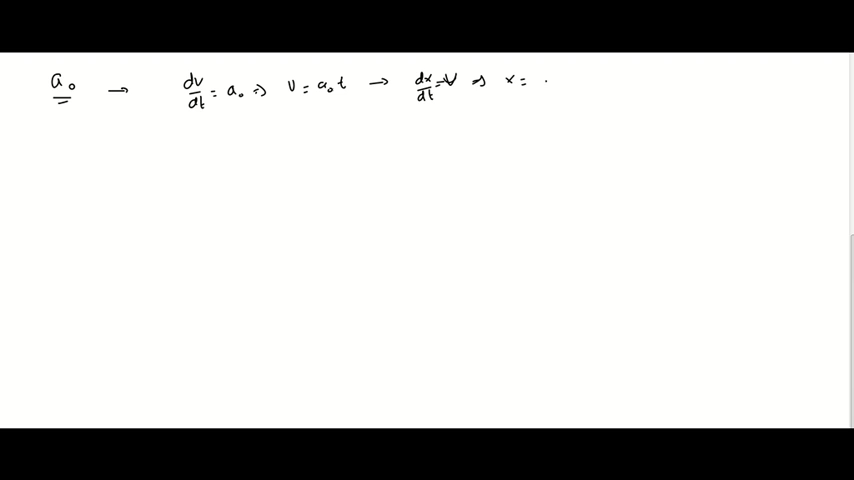 a₀ → dv/dt = a₀ ⇒ v = a₀t → dx/dt = v ⇒ x = .